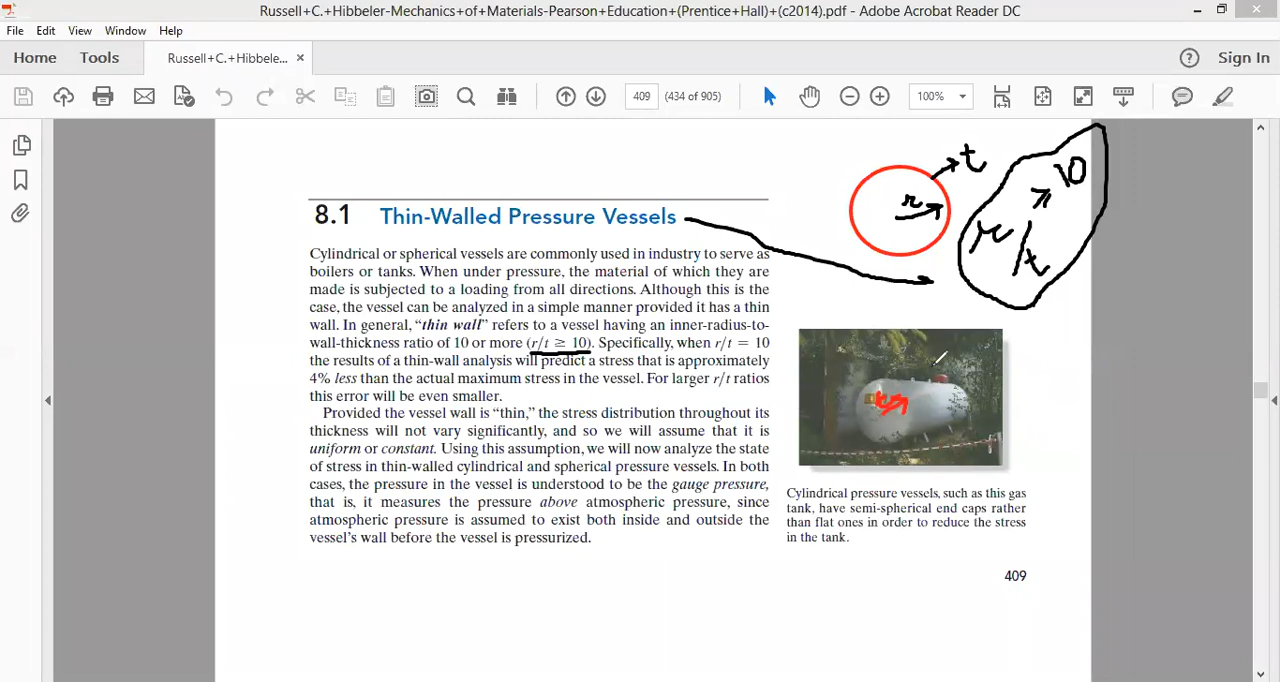 Russell+C.+Hibbeler-Mechanics+of+Materials-Pearson+Education+(Prentice+Hall)+(c2014).pdf - Adobe Acrobat Reader DC
File Edit View Window Help
Home Tools Russell+C.+Hibbele... × Sign In
409 (434 of 905) 100%
t
10
r
≥
r/t
8.1 Thin-Walled Pressure Vessels
Cylindrical or spherical vessels are commonly used in industry to serve as
boilers or tanks. When under pressure, the material of which they are
made is subjected to a loading from all directions. Although this is the
case, the vessel can be analyzed in a simple manner provided it has a thin
wall. In general, “thin wall” refers to a vessel having an inner-radius-to-
wall-thickness ratio of 10 or more (r/t ≥ 10). Specifically, when r/t = 10
the results of a thin-wall analysis will predict a stress that is approximately
4% less than the actual maximum stress in the vessel. For larger r/t ratios
this error will be even smaller.
Provided the vessel wall is “thin,” the stress distribution throughout its
thickness will not vary significantly, and so we will assume that it is
uniform or constant. Using this assumption, we will now analyze the state
of stress in thin-walled cylindrical and spherical pressure vessels. In both
cases, the pressure in the vessel is understood to be the gauge pressure,
that is, it measures the pressure above atmospheric pressure, since
atmospheric pressure is assumed to exist both inside and outside the
vessel’s wall before the vessel is pressurized.
Cylindrical pressure vessels, such as this gas
tank, have semi-spherical end caps rather
than flat ones in order to reduce the stress
in the tank.
409